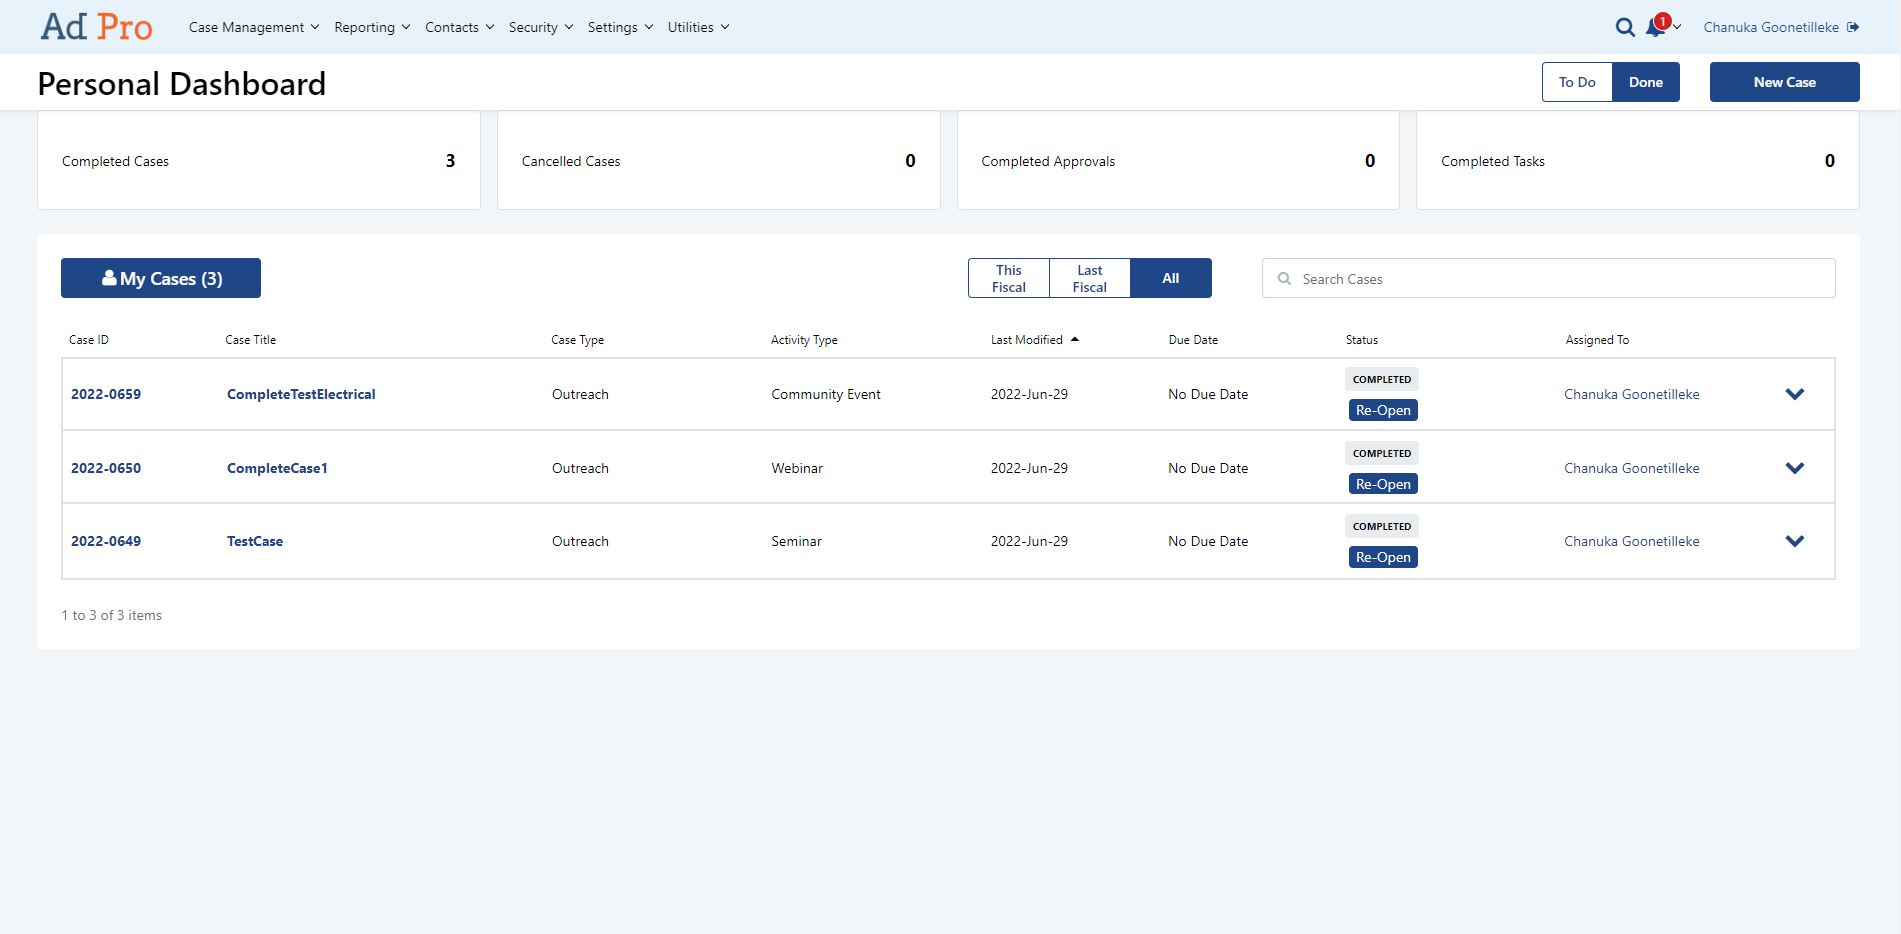 Ad Pro
Case Management Reporting Contacts Security Settings Utilities
1
Chanuka Goonetilleke
Personal Dashboard
To Do Done New Case
Completed Cases 3
Cancelled Cases 0
Completed Approvals 0
Completed Tasks 0
My Cases (3)
This Fiscal
Last Fiscal
All
Search Cases
Case ID Case Title Case Type Activity Type Last Modified Due Date Status Assigned To
2022-0659 CompleteTestElectrical Outreach Community Event 2022-Jun-29 No Due Date COMPLETED Chanuka Goonetilleke
Re-Open
2022-0650 CompleteCase1 Outreach Webinar 2022-Jun-29 No Due Date COMPLETED Chanuka Goonetilleke
Re-Open
2022-0649 TestCase Outreach Seminar 2022-Jun-29 No Due Date COMPLETED Chanuka Goonetilleke
Re-Open
1 to 3 of 3 items